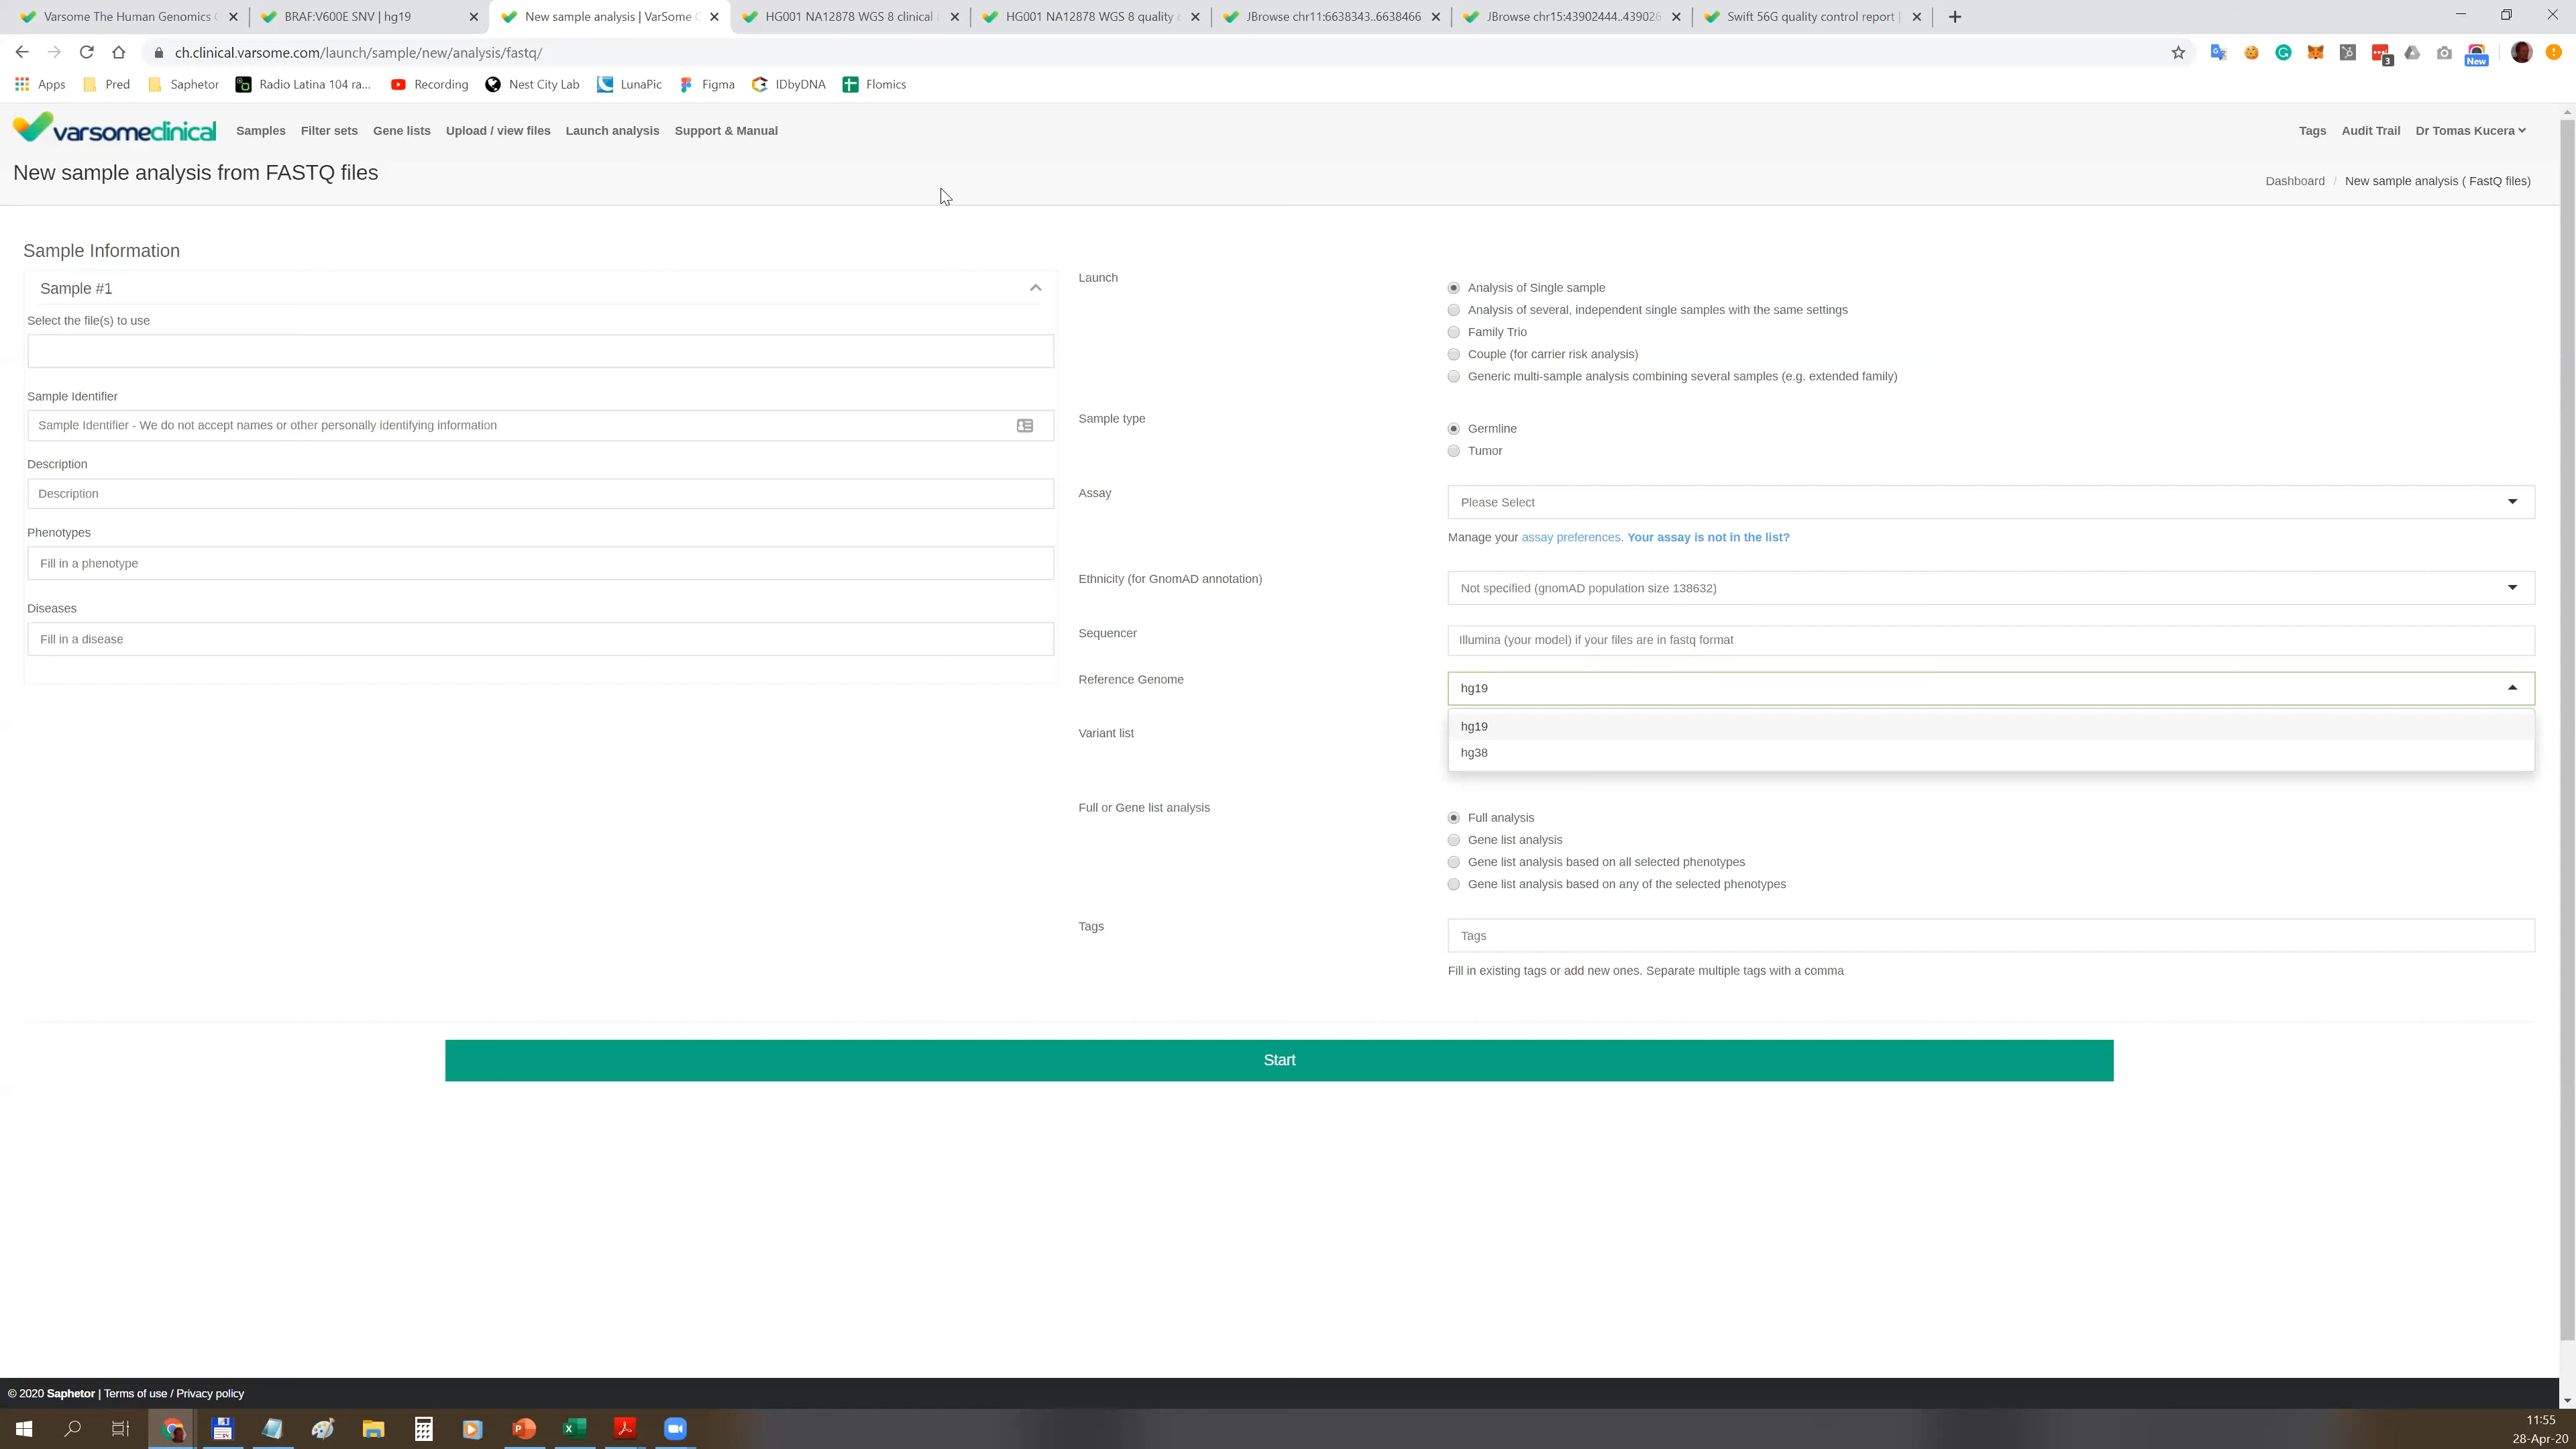 Varsome The Human Genomics
BRAF:V600E SNV | hg19
New sample analysis | VarSome C
HG001 NA12878 WGS 8 clinical
HG001 NA12878 WGS 8 quality c
JBrowse chr11:6638343..6638466
JBrowse chr15:43902444..439026
Swift 56G quality control report |
ch.clinical.varsome.com/launch/sample/new/analysis/fastq/
3
New
Apps
Pred
Saphetor
Radio Latina 104 ra...
Recording
Nest City Lab
LunaPic
Figma
IDbyDNA
Flomics
varsomeclinical
Samples
Filter sets
Gene lists
Upload / view files
Launch analysis
Support & Manual
Tags
Audit Trail
Dr Tomas Kucera
New sample analysis from FASTQ files
Dashboard / New sample analysis ( FastQ files)
Sample Information
Sample #1
Select the file(s) to use
Sample Identifier
Sample Identifier - We do not accept names or other personally identifying information
Description
Description
Phenotypes
Fill in a phenotype
Diseases
Fill in a disease
Launch
Analysis of Single sample
Analysis of several, independent single samples with the same settings
Family Trio
Couple (for carrier risk analysis)
Generic multi-sample analysis combining several samples (e.g. extended family)
Sample type
Germline
Tumor
Assay
Please Select
Manage your assay preferences. Your assay is not in the list?
Ethnicity (for GnomAD annotation)
Not specified (gnomAD population size 138632)
Sequencer
Illumina (your model) if your files are in fastq format
Reference Genome
hg19
hg19
hg38
Variant list
Full or Gene list analysis
Full analysis
Gene list analysis
Gene list analysis based on all selected phenotypes
Gene list analysis based on any of the selected phenotypes
Tags
Tags
Fill in existing tags or add new ones. Separate multiple tags with a comma
Start
© 2020 Saphetor | Terms of use / Privacy policy
11:55
28-Apr-20